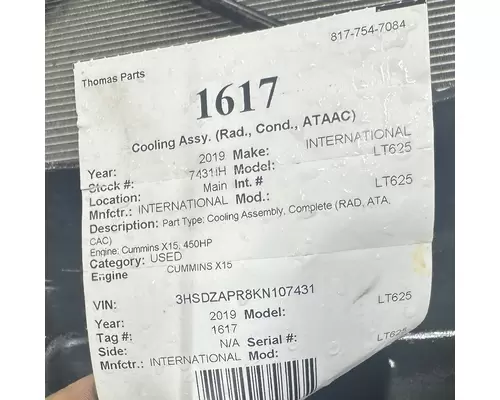 Thomas Parts 817-754-7084
1617
Cooling Assy. (Rad., Cond., ATAAC)
Year: 2019 Make: INTERNATIONAL
Stock #: 7431IH Model: LT625
Location: Main Int. #
Mnfctr.: INTERNATIONAL Mod.: LT625
Description: Part Type: Cooling Assembly, Complete (RAD, ATA,
CAC)
Engine: Cummins X15, 450HP
Category: USED
Engine CUMMINS X15
VIN: 3HSDZAPR8KN107431
Year: 2019 Model: LT625
Tag #: 1617
Side: N/A Serial #:
Mnfctr.: INTERNATIONAL Mod: LT625